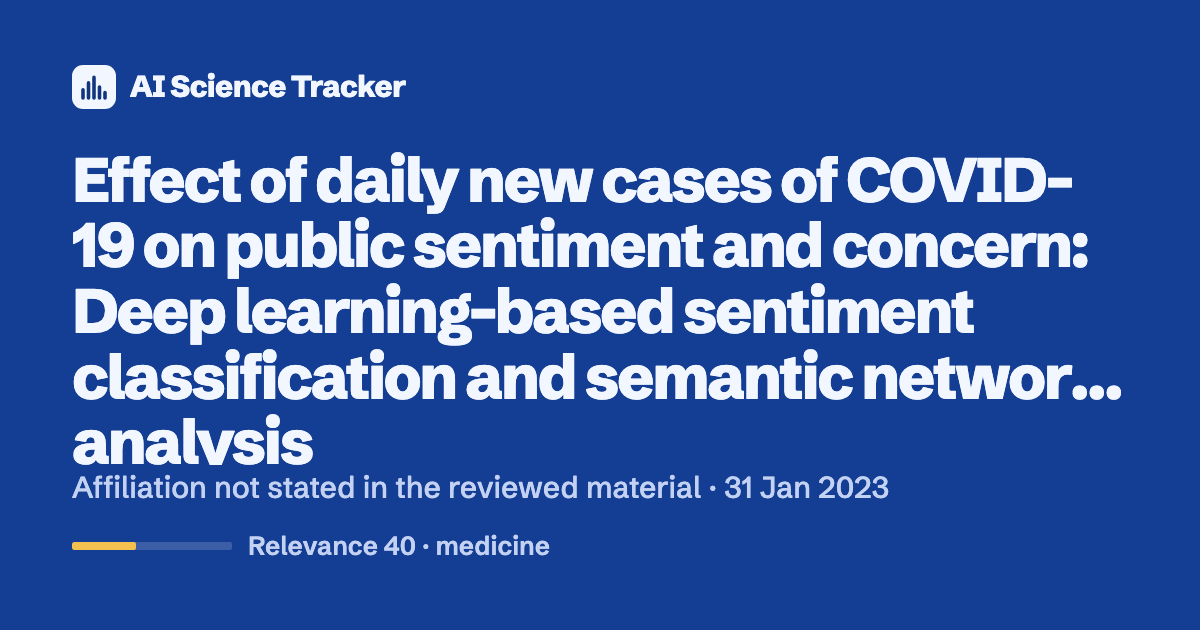 AI Science Tracker
Effect of daily new cases of COVID-
19 on public sentiment and concern:
Deep learning-based sentiment
classification and semantic networ...
analysis
Affiliation not stated in the reviewed material · 31 Jan 2023
Relevance 40 · medicine